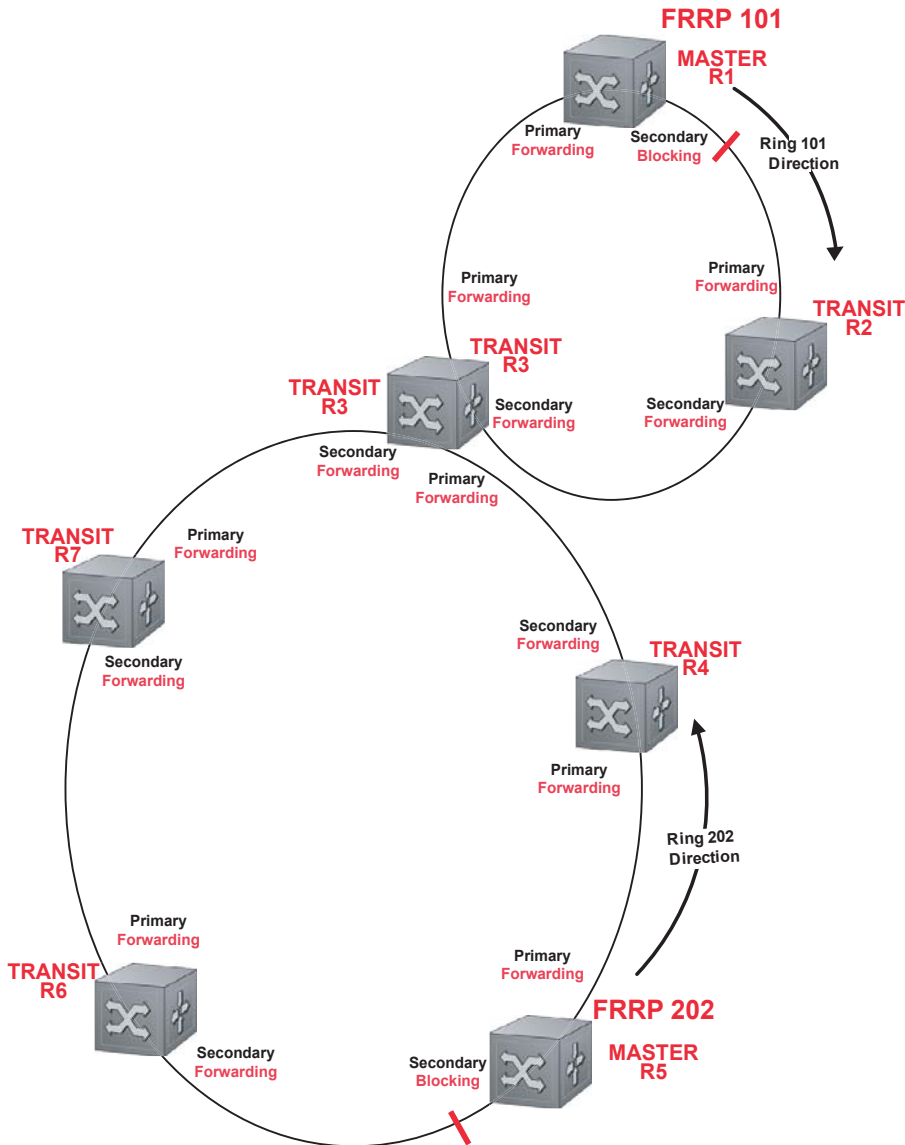 FRRP 101
MASTER
R1
Primary
Forwarding
Secondary
Blocking
Ring 101
Direction
Primary
Forwarding
Primary
Forwarding
TRANSIT
R2
TRANSIT
R3
TRANSIT
R3
Secondary
Forwarding
Secondary
Forwarding
Secondary
Forwarding
Primary
Forwarding
TRANSIT
R7
Primary
Forwarding
Secondary
Forwarding
Secondary
Forwarding
TRANSIT
R4
Primary
Forwarding
Ring 202
Direction
Primary
Forwarding
TRANSIT
R6
Secondary
Forwarding
Primary
Forwarding
FRRP 202
MASTER
R5
Secondary
Blocking